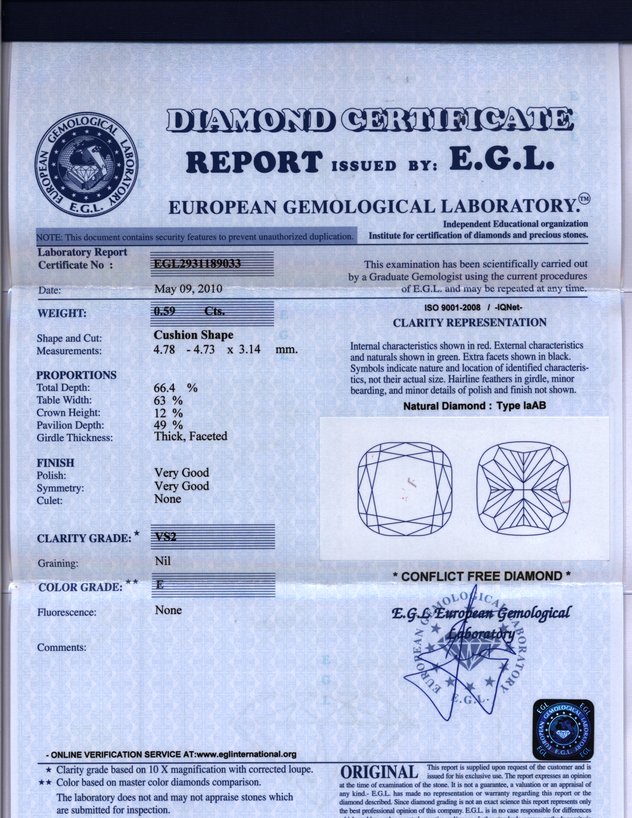 DIAMOND CERTIFICATE
REPORT ISSUED BY: E.G.L.
EUROPEAN GEMOLOGICAL LABORATORY.™
EUROPEAN GEMOLOGICAL LABORATORY
E.G.L.
Independent Educational organization
Institute for certification of diamonds and precious stones.
NOTE: This document contains security features to prevent unauthorized duplication.
Laboratory Report
Certificate No : EGL2931189033
Date: May 09, 2010
WEIGHT: 0.59 Cts.
Shape and Cut: Cushion Shape
Measurements: 4.78 - 4.73 x 3.14 mm.
PROPORTIONS
Total Depth: 66.4 %
Table Width: 63 %
Crown Height: 12 %
Pavilion Depth: 49 %
Girdle Thickness: Thick, Faceted
FINISH
Polish: Very Good
Symmetry: Very Good
Culet: None
CLARITY GRADE:* VS2
Graining: Nil
COLOR GRADE:** E
Fluorescence: None
Comments:
This examination has been scientifically carried out
by a Graduate Gemologist using the current procedures
of E.G.L. and may be repeated at any time.
ISO 9001-2008 / -IQNet-
CLARITY REPRESENTATION
Internal characteristics shown in red. External characteristics
and naturals shown in green. Extra facets shown in black.
Symbols indicate nature and location of identified characteris-
tics, not their actual size. Hairline feathers in girdle, minor
bearding, and minor details of polish and finish not shown.
Natural Diamond : Type IaAB
* CONFLICT FREE DIAMOND *
E.G.L European Gemological
Laboratory
EUROPEAN GEMOLOGICAL LABORATORY
E.G.L.
EGL EGL
EUROPEAN GEMOLOGICAL LABORATORY
E.G.L.
EGL EGL
- ONLINE VERIFICATION SERVICE AT:www.eglinternational.org
★ Clarity grade based on 10 X magnification with corrected loupe.
★★ Color based on master color diamonds comparison.
The laboratory does not and may not appraise stones which
are submitted for inspection.
ORIGINAL This report is supplied upon request of the customer and is
issued for his exclusive use. The report expresses an opinion
at the time of examination of the stone. It is not a guarantee, a valuation or an appraisal of
any kind.- E.G.L. has made no representation or warranty regarding this report or the
diamond described. Since diamond grading is not an exact science this report represents only
the best professional opinion of this company. E.G.L. is in no case responsible for differences